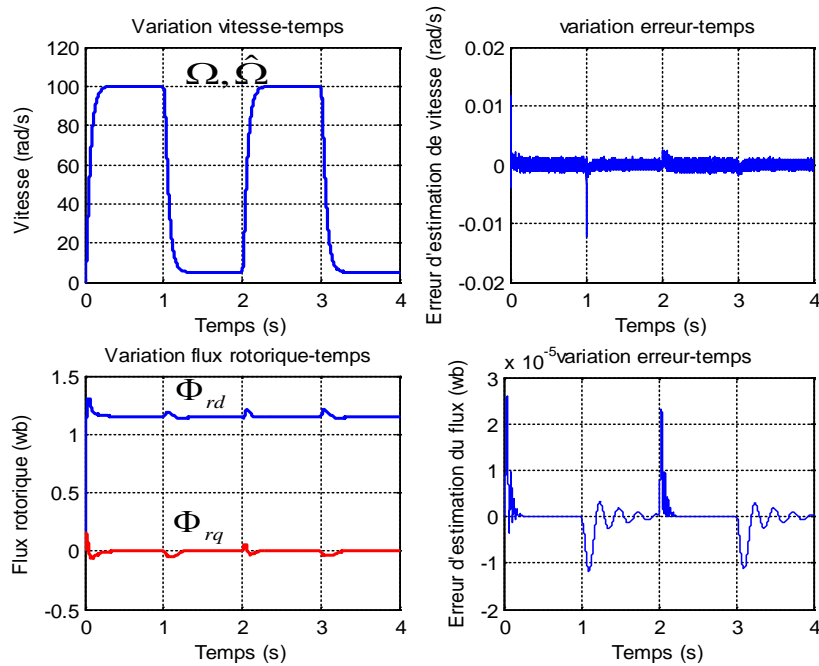 Variation vitesse-temps
120
100
80
60
40
20
0
Vitesse (rad/s)
Ω, Ω̂
0 1 2 3 4
Temps (s)
variation erreur-temps
0.02
0.01
0
-0.01
-0.02
Erreur d'estimation de vitesse (rad/s)
0 1 2 3 4
Temps (s)
Variation flux rotorique-temps
1.5
1
0.5
0
-0.5
Flux rotorique (wb)
Φrd
Φrq
0 1 2 3 4
Temps (s)
x 10-5 variation erreur-temps
3
2
1
0
-1
-2
Erreur d'estimation du flux (wb)
0 1 2 3 4
Temps (s)